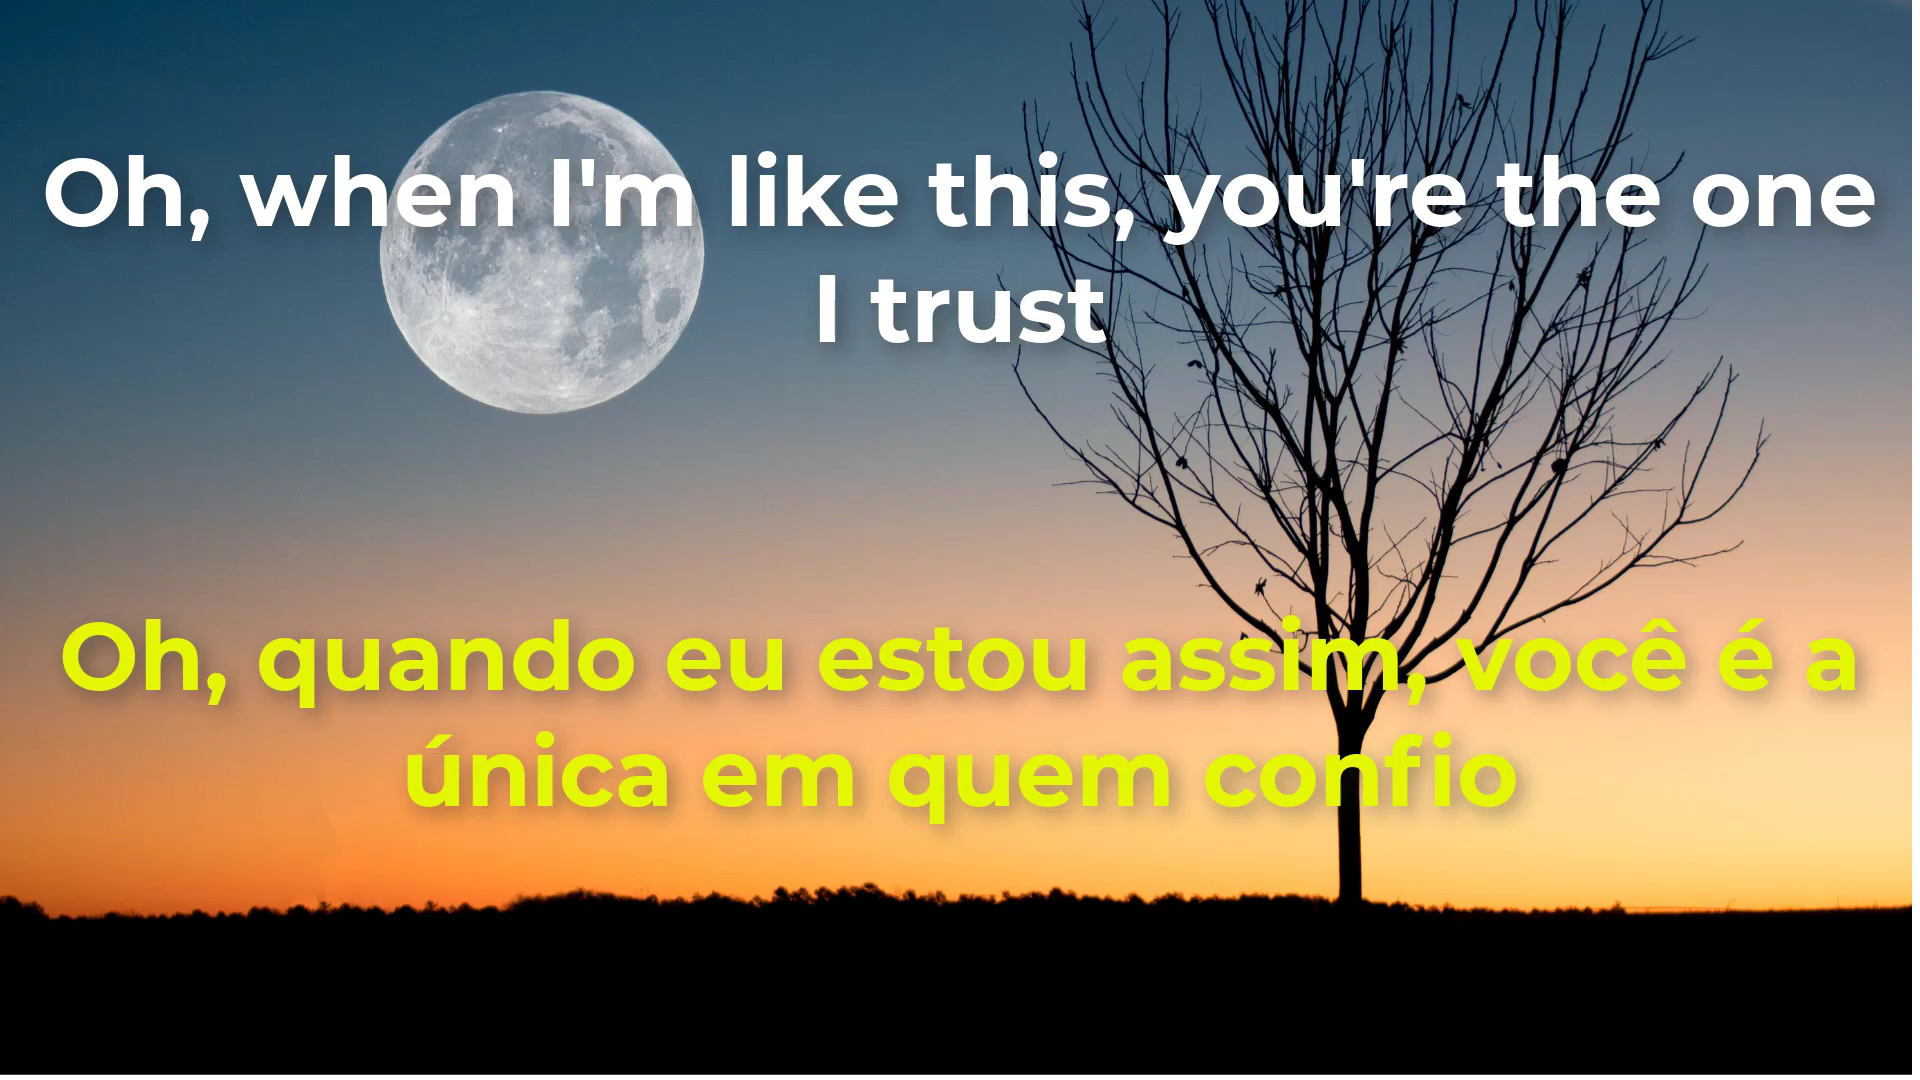 Oh, when I'm like this, you're the one
I trust
Oh, quando eu estou assim, você é a
única em quem confio